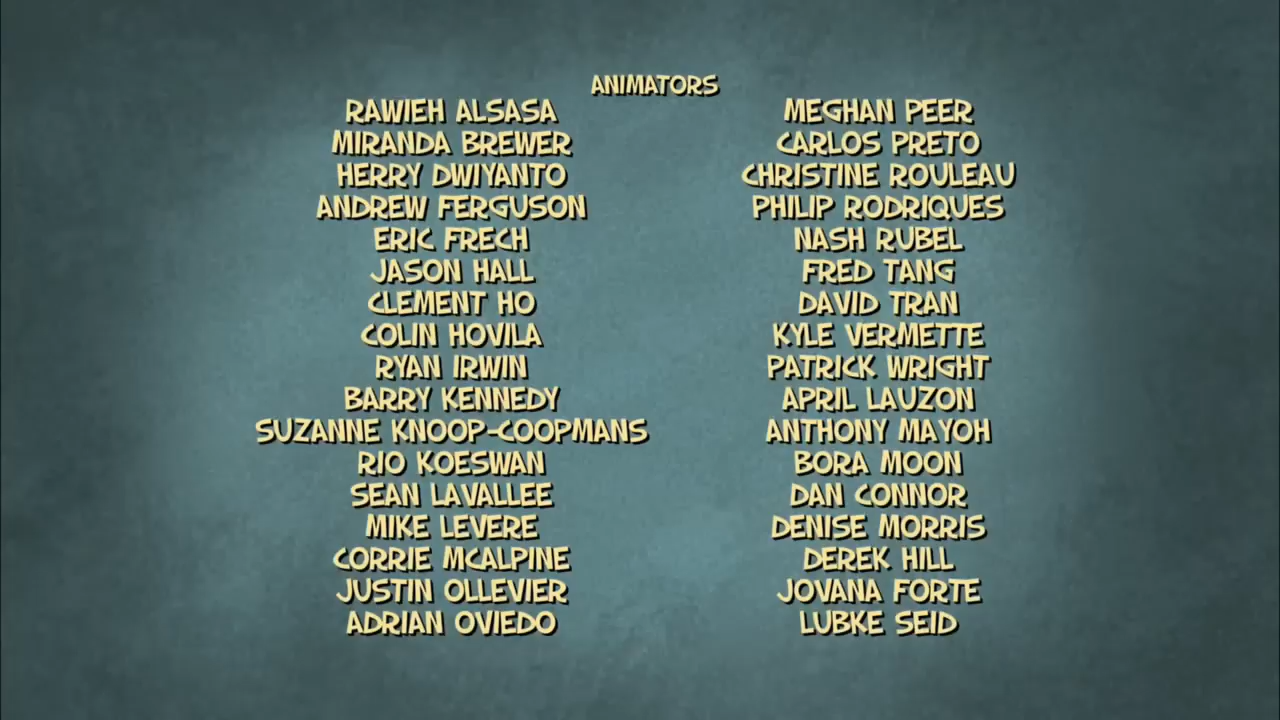 ANIMATORS
RAWIEH ALSASA
MIRANDA BREWER
HERRY DWIYANTO
ANDREW FERGUSON
ERIC FRECH
JASON HALL
CLEMENT HO
COLIN HOVILA
RYAN IRWIN
BARRY KENNEDY
SUZANNE KNOOP-COOPMANS
RIO KOESWAN
SEAN LAVALLEE
MIKE LEVERE
CORRIE MCALPINE
JUSTIN OLLEVIER
ADRIAN OVIEDO
MEGHAN PEER
CARLOS PRETO
CHRISTINE ROULEAU
PHILIP RODRIQUES
NASH RUBEL
FRED TANG
DAVID TRAN
KYLE VERMETTE
PATRICK WRIGHT
APRIL LAUZON
ANTHONY MAYOH
BORA MOON
DAN CONNOR
DENISE MORRIS
DEREK HILL
JOVANA FORTE
LUBKE SEID